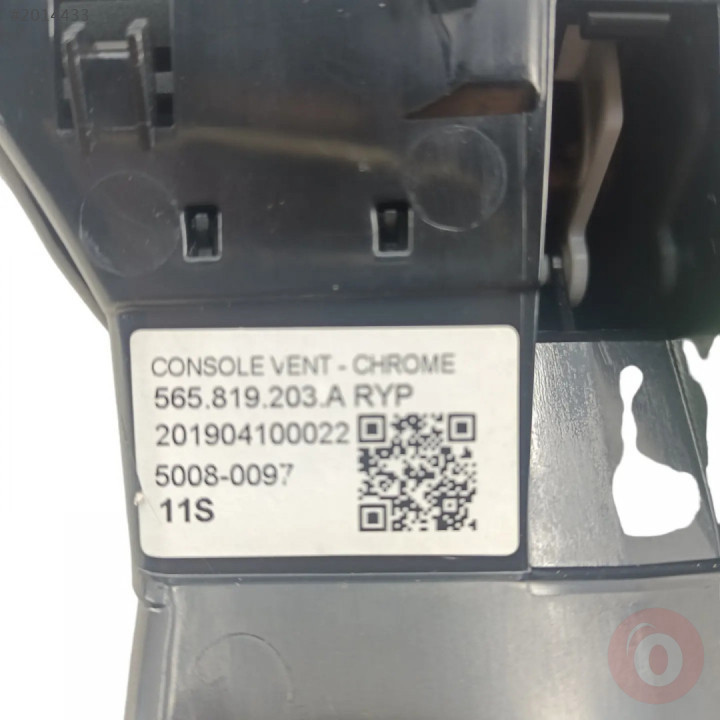 CONSOLE VENT - CHROME
565.819.203.A RYP
201904100022
5008-0097
11S
o